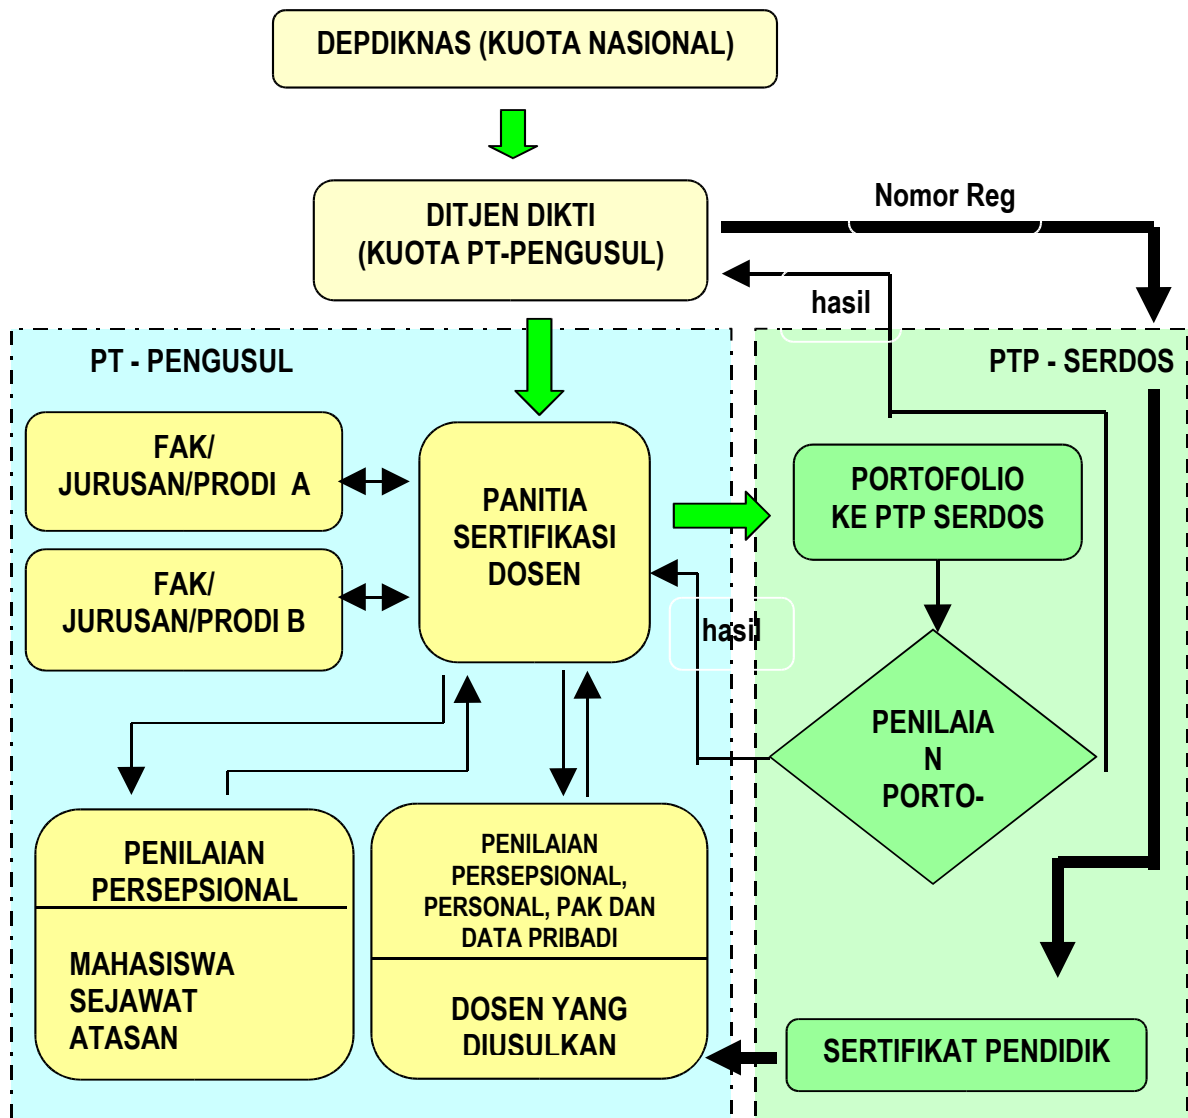 DEPDIKNAS (KUOTA NASIONAL)
DITJEN DIKTI
(KUOTA PT-PENGUSUL)
Nomor Reg
hasil
PT - PENGUSUL
PTP - SERDOS
FAK/
JURUSAN/PRODI A
FAK/
JURUSAN/PRODI B
PANITIA
SERTIFIKASI
DOSEN
PORTOFOLIO
KE PTP SERDOS
hasil
PENILAIA
N
PORTO-
PENILAIAN
PERSEPSIONAL
MAHASISWA
SEJAWAT
ATASAN
PENILAIAN
PERSEPSIONAL,
PERSONAL, PAK DAN
DATA PRIBADI
DOSEN YANG
DIUSULKAN
SERTIFIKAT PENDIDIK